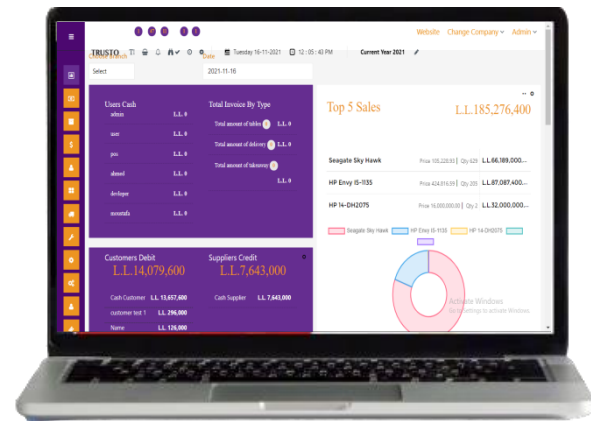 Website Change Company Admin
TRUSTO Tuesday 16-11-2021 12 : 05 : 43 PM Current Year 2021
Choose Branch Date
Select 2021-11-16
Users Cash Total Invoice By Type
admin L.L. 0
user L.L. 0
pos L.L. 0
ahmed L.L. 0
L.L. 0
moustafa L.L. 0
Total amount of tables L.L. 0
Total amount of delivery L.L. 0
Total amount of takeaway
L.L. 0
Top 5 Sales L.L.185,276,400
Seagate Sky Hawk Price 105,228.93 | Qty 629 L.L.66,189,000...
HP Envy I5-1135 Price 424,816.59 | Qty 205 L.L.87,087,400...
HP 14-DH2075 Price 16,000,000.00 | Qty 2 L.L.32,000,000...
Seagate Sky Hawk HP Envy I5-1135 HP 14-DH2075
Customers Debit Suppliers Credit
L.L.14,079,600 L.L.7,643,000
Cash Customer L.L. 13,657,600 Cash Supplier L.L. 7,643,000
customer test 1 L.L. 296,000
Name L.L. 126,000
Activate Windows
Go to Settings to activate Windows.